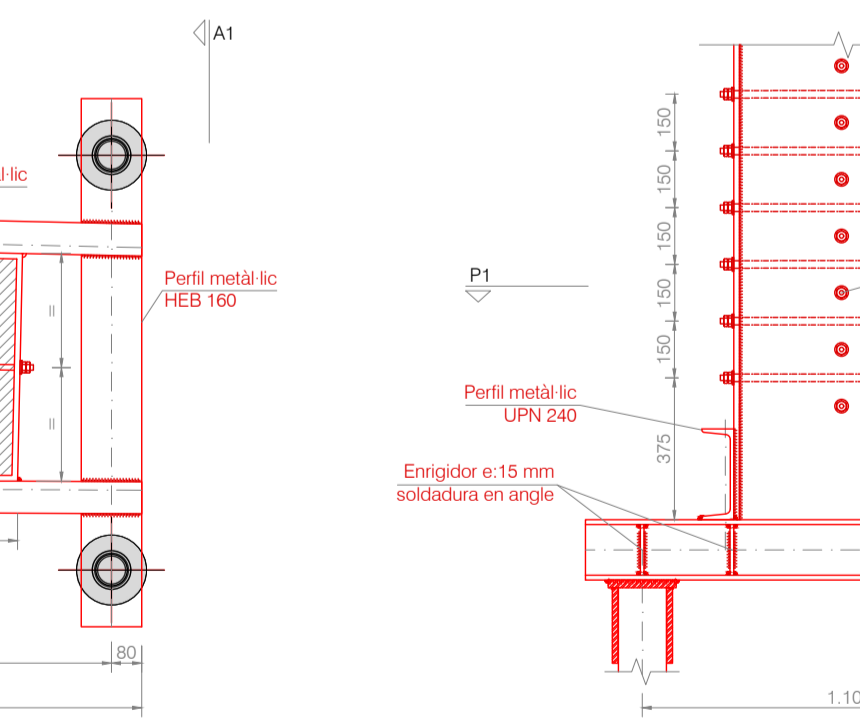 A1
l·lic
Perfil metàl·lic
HEB 160
=
=
80
P1
150
150
150
150
150
375
Perfil metàl·lic
UPN 240
Enrigidor e:15 mm
soldadura en angle
1.10